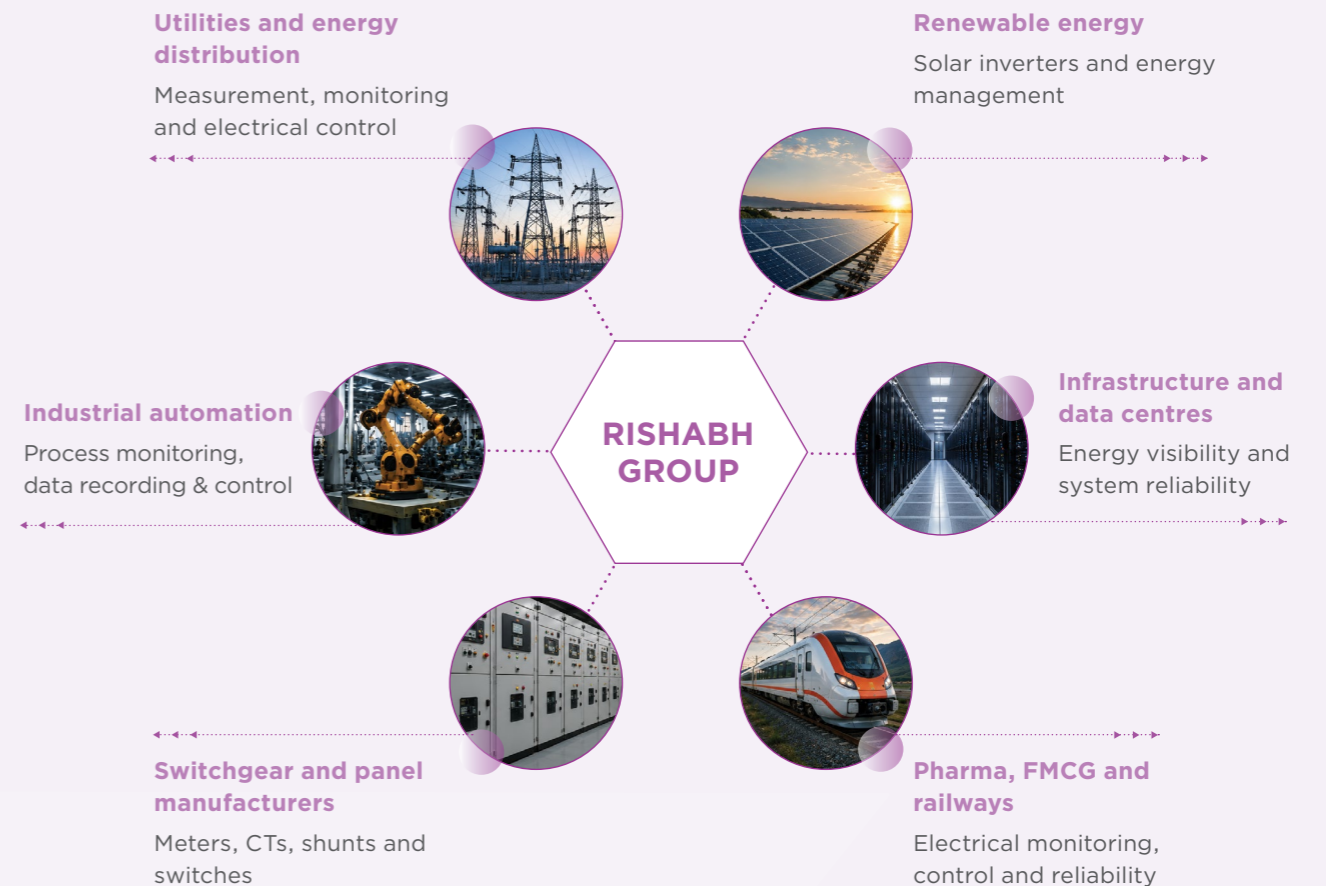 Utilities and energy
distribution
Measurement, monitoring
and electrical control
Renewable energy
Solar inverters and energy
management
Industrial automation
Process monitoring,
data recording & control
RISHABH
GROUP
Infrastructure and
data centres
Energy visibility and
system reliability
Switchgear and panel
manufacturers
Meters, CTs, shunts and
switches
Pharma, FMCG and
railways
Electrical monitoring,
control and reliability